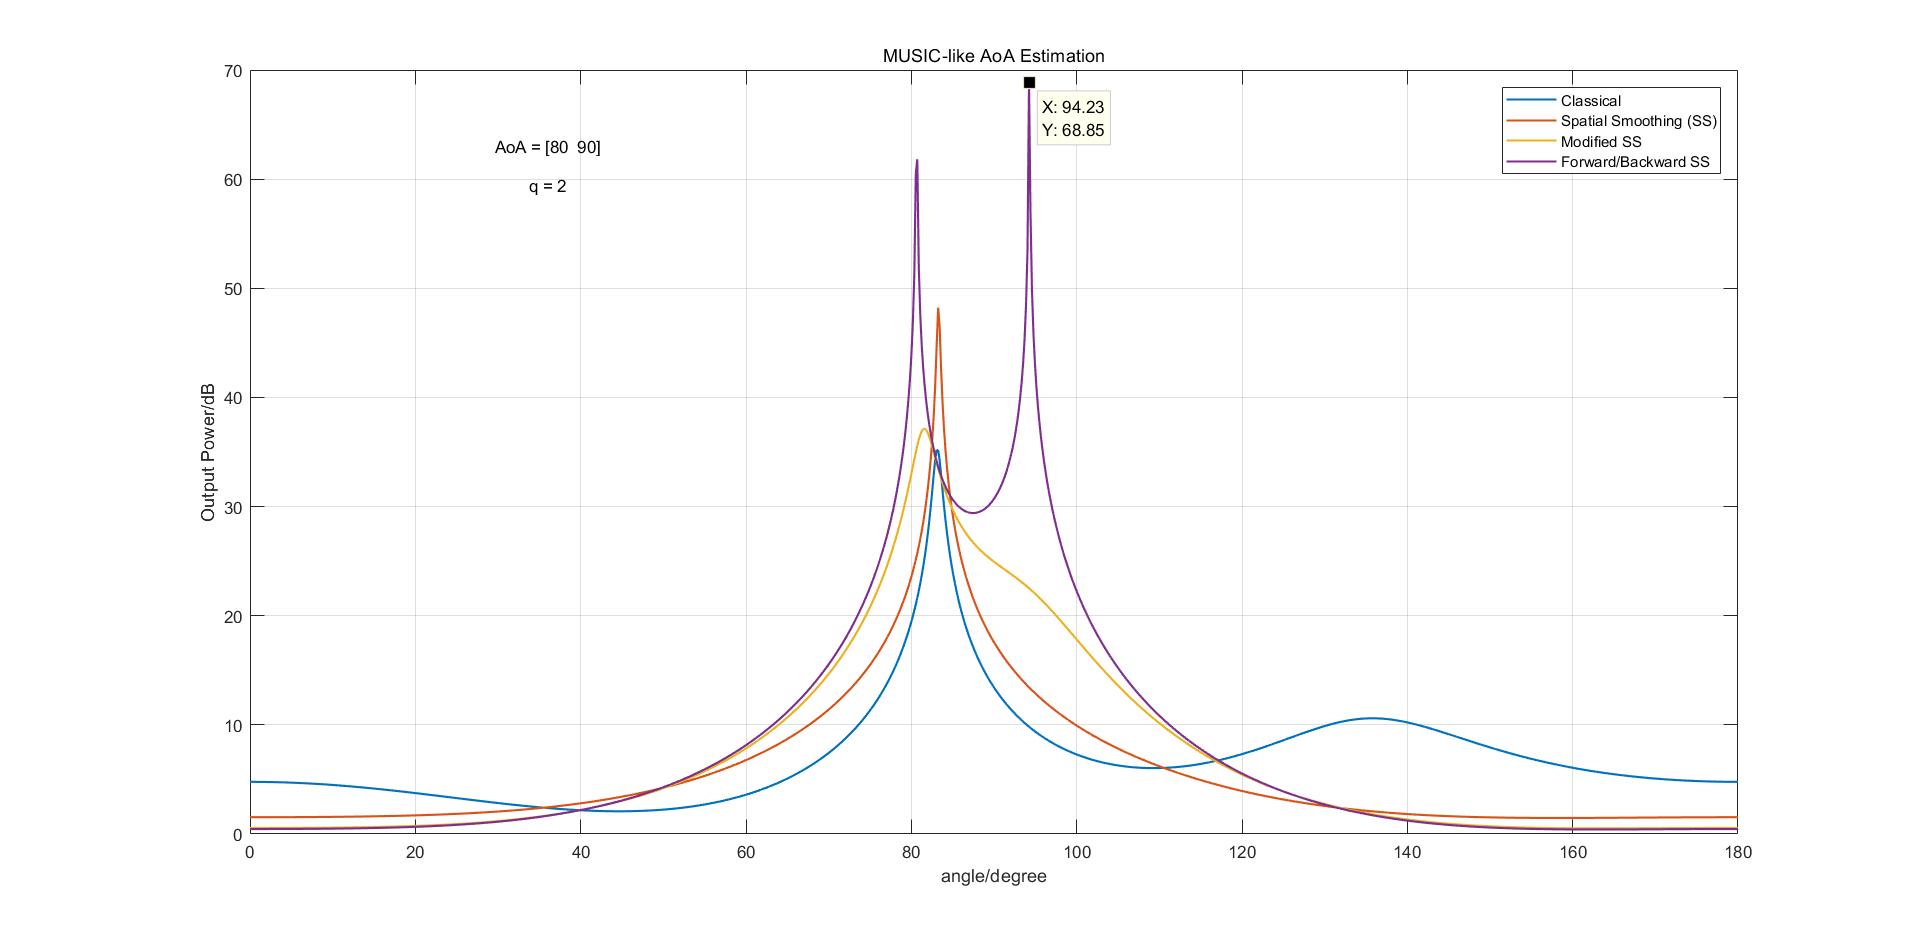 MUSIC-like AoA Estimation
70
60
50
40
30
20
10
0
Output Power/dB
AoA = [80  90]
q = 2
X: 94.23
Y: 68.85
Classical
Spatial Smoothing (SS)
Modified SS
Forward/Backward SS
0 20 40 60 80 100 120 140 160 180
angle/degree